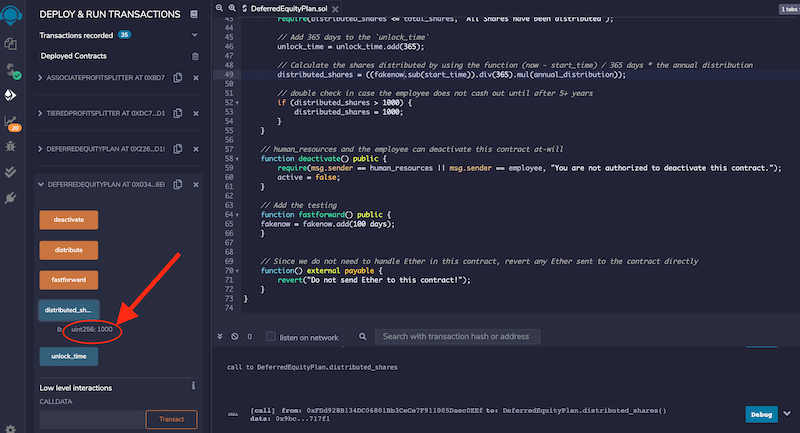 DEPLOY & RUN TRANSACTIONS
Transactions recorded 35
Deployed Contracts
ASSOCIATEPROFITSPLITTER AT 0XBD7
TIEREDPROFITSPLITTER AT 0XDC7...D1
DEFERREDEQUITYPLAN AT 0X226...D15
DEFERREDEQUITYPLAN AT 0X034...6E6
deactivate
distribute
fastforward
distributed_sh...
0: uint256: 1000
unlock_time
Low level interactions
CALLDATA
Transact
20
DeferredEquityPlan.sol
1 tabs
43 require(distributed_shares <= total_shares, "All Shares have been distributed");
44
45 // Add 365 days to the `unlock_time`
46 unlock_time = unlock_time.add(365);
47
48 // Calculate the shares distributed by using the function (now - start_time) / 365 days * the annual distribution
49 distributed_shares = ((fakenow.sub(start_time)).div(365).mul(annual_distribution));
50
51 // double check in case the employee does not cash out until after 5+ years
52 if (distributed_shares > 1000) {
53 distributed_shares = 1000;
54 }
55 }
56
57 // human_resources and the employee can deactivate this contract at-will
58 function deactivate() public {
59 require(msg.sender == human_resources || msg.sender == employee, "You are not authorized to deactivate this contract.");
60 active = false;
61 }
62
63 // Add the testing
64 function fastforward() public {
65 fakenow = fakenow.add(100 days);
66 }
67
68
69 // Since we do not need to handle Ether in this contract, revert any Ether sent to the contract directly
70 function() external payable {
71 revert("Do not send Ether to this contract!");
72 }
73 }
74
0 listen on network Search with transaction hash or address
call to DeferredEquityPlan.distributed_shares
call [call] from: 0xFDd928B134DC06801Bb3CeCe7F911005Daec0EEf to: DeferredEquityPlan.distributed_shares()
data: 0x9bc...717f1
Debug